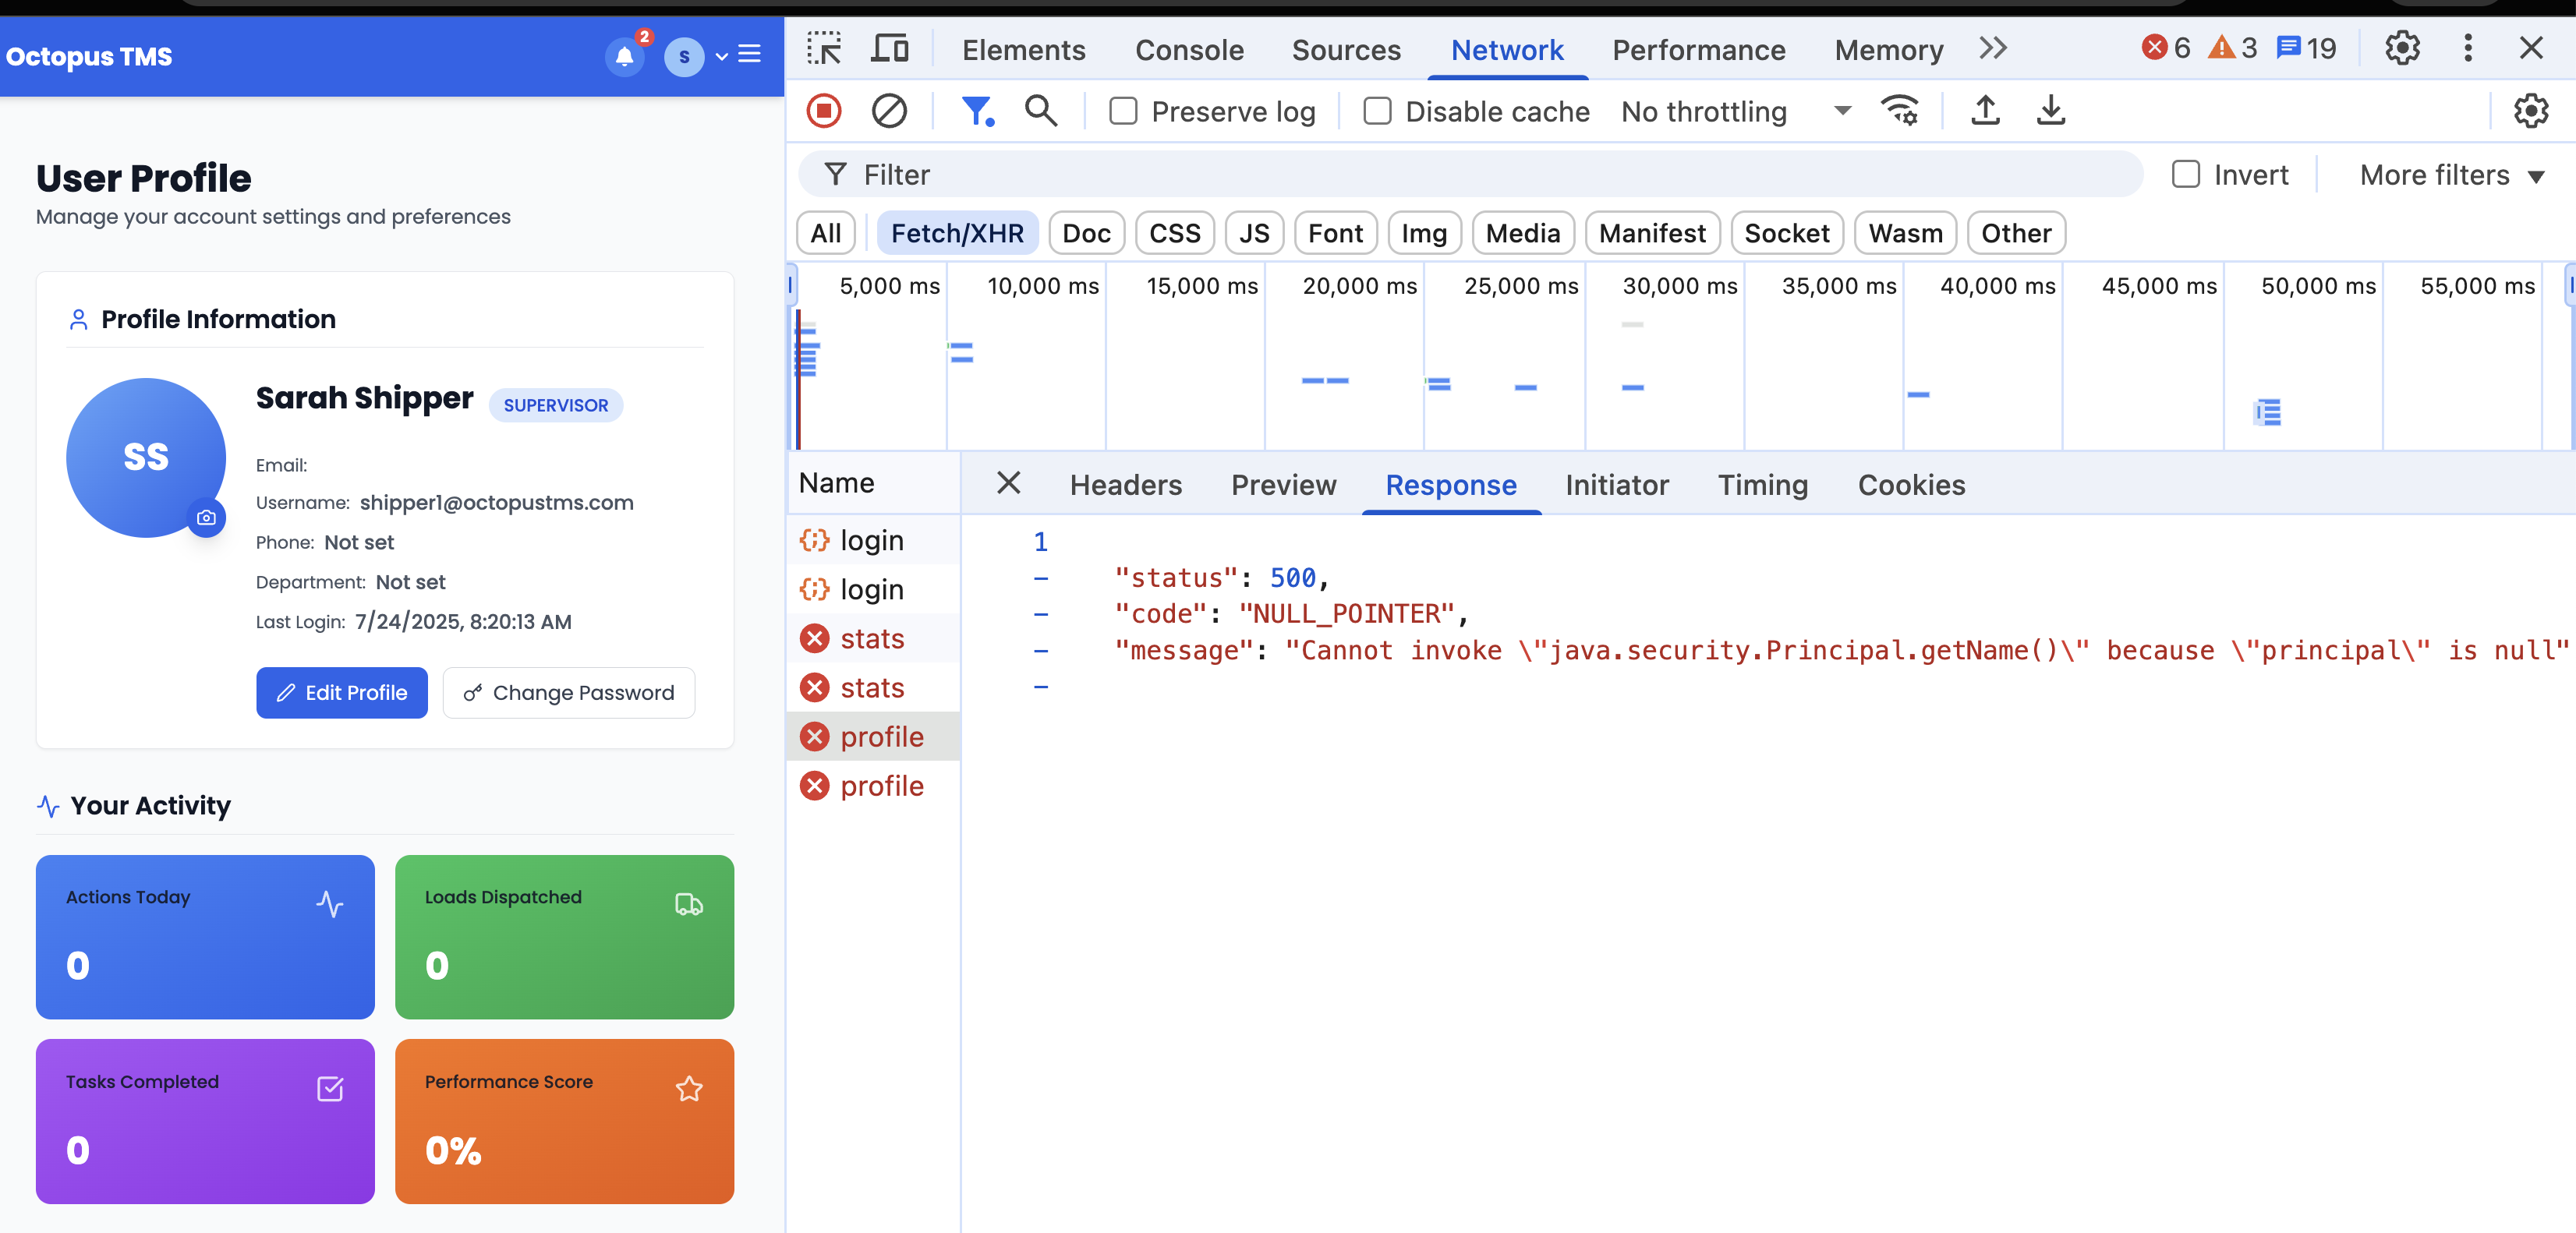 Octopus TMS
2
S
User Profile
Manage your account settings and preferences
Profile Information
SS
Sarah Shipper
SUPERVISOR
Email:
Username: shipper1@octopustms.com
Phone: Not set
Department: Not set
Last Login: 7/24/2025, 8:20:13 AM
Edit Profile
Change Password
Your Activity
Actions Today
0
Loads Dispatched
0
Tasks Completed
0
Performance Score
0%
Elements Console Sources Network Performance Memory 6 3 19
Preserve log Disable cache No throttling
Filter Invert More filters
All Fetch/XHR Doc CSS JS Font Img Media Manifest Socket Wasm Other
5,000 ms 10,000 ms 15,000 ms 20,000 ms 25,000 ms 30,000 ms 35,000 ms 40,000 ms 45,000 ms 50,000 ms 55,000 ms
Name
login
login
stats
stats
profile
profile
Headers Preview Response Initiator Timing Cookies
1
- "status": 500,
- "code": "NULL_POINTER",
- "message": "Cannot invoke \"java.security.Principal.getName()\" because \"principal\" is null"
-